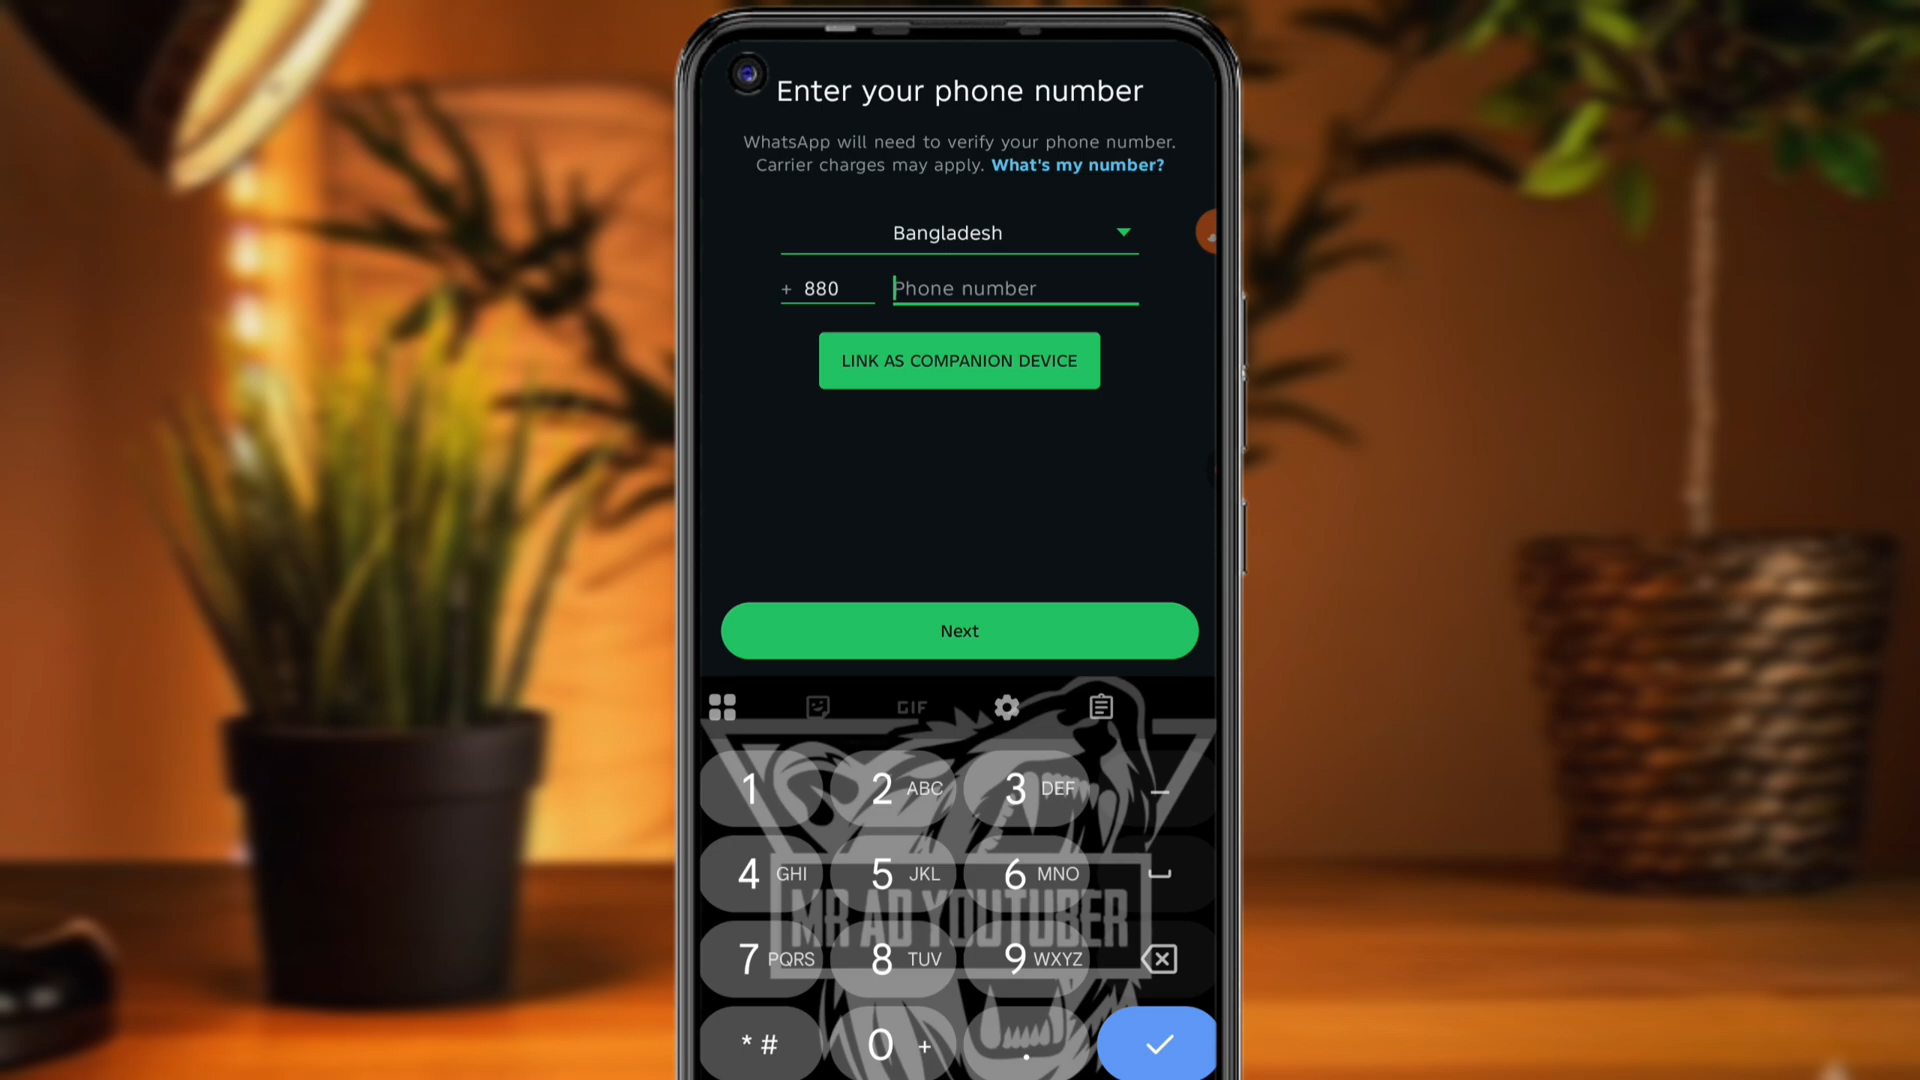 Enter your phone number
WhatsApp will need to verify your phone number.
Carrier charges may apply. What's my number?
Bangladesh
+ 880 Phone number
LINK AS COMPANION DEVICE
Next
GIF
1 2 ABC 3 DEF –
4 GHI 5 JKL 6 MNO
MR AD YOUTUBER
7 PQRS 8 TUV 9 WXYZ
* # 0 + .